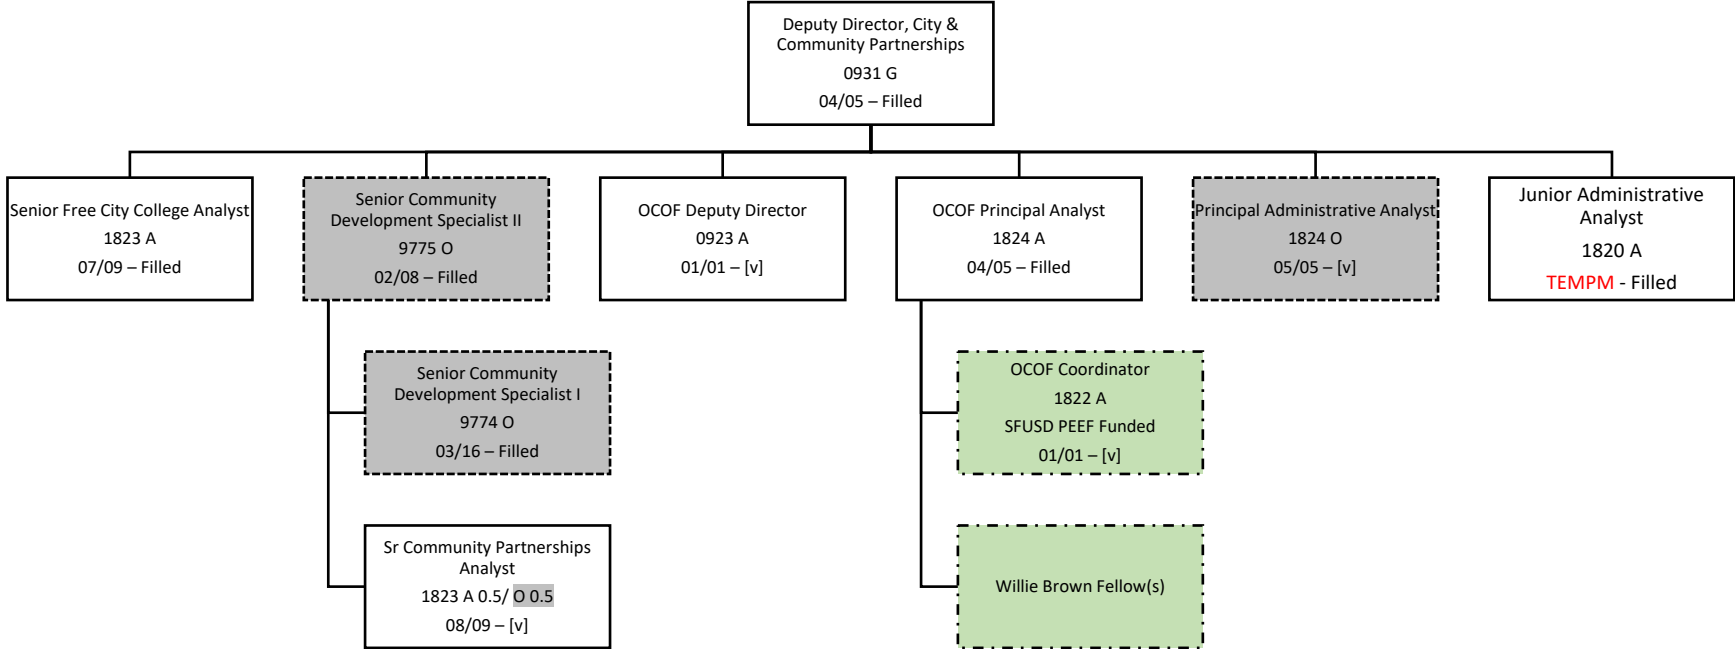 Deputy Director, City &
Community Partnerships
0931 G
04/05 – Filled
Senior Free City College Analyst
1823 A
07/09 – Filled
Senior Community
Development Specialist II
9775 O
02/08 – Filled
OCOF Deputy Director
0923 A
01/01 – [v]
OCOF Principal Analyst
1824 A
04/05 – Filled
Principal Administrative Analyst
1824 O
05/05 – [v]
Junior Administrative
Analyst
1820 A
TEMPM - Filled
Senior Community
Development Specialist I
9774 O
03/16 – Filled
OCOF Coordinator
1822 A
SFUSD PEEF Funded
01/01 – [v]
Sr Community Partnerships
Analyst
1823 A 0.5/ O 0.5
08/09 – [v]
Willie Brown Fellow(s)